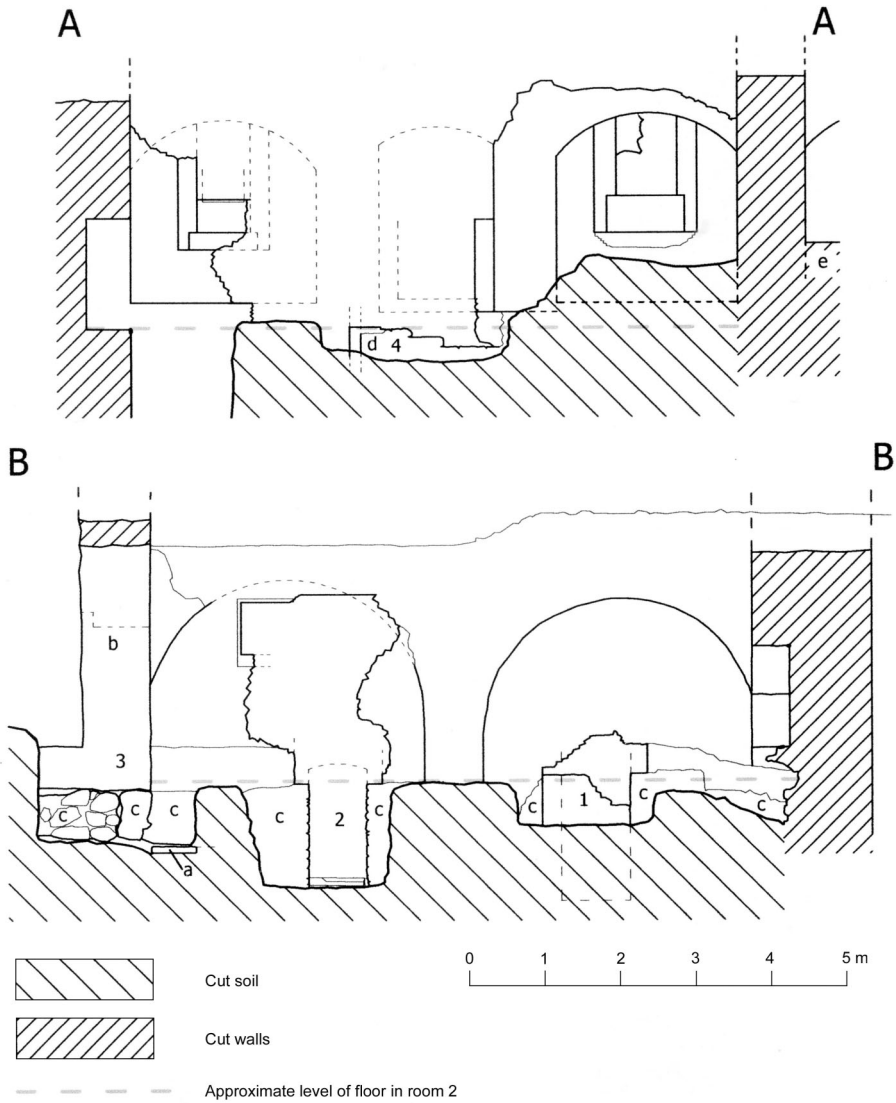 A A
e
d 4
B B
b
3
c c c c 2 c c 1 c c
a
0 1 2 3 4 5 m
Cut soil
Cut walls
Approximate level of floor in room 2